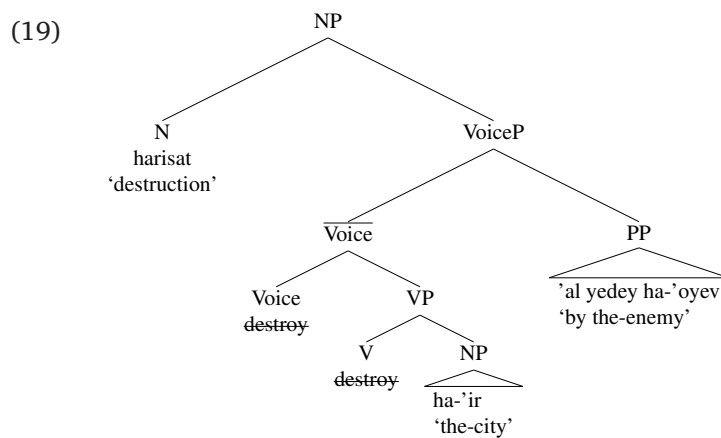 (19)
NP
N
harisat
‘destruction’
VoiceP
Voice
PP
’al yedey ha-’oyev
‘by the-enemy’
Voice
destroy
VP
V
destroy
NP
ha-’ir
‘the-city’